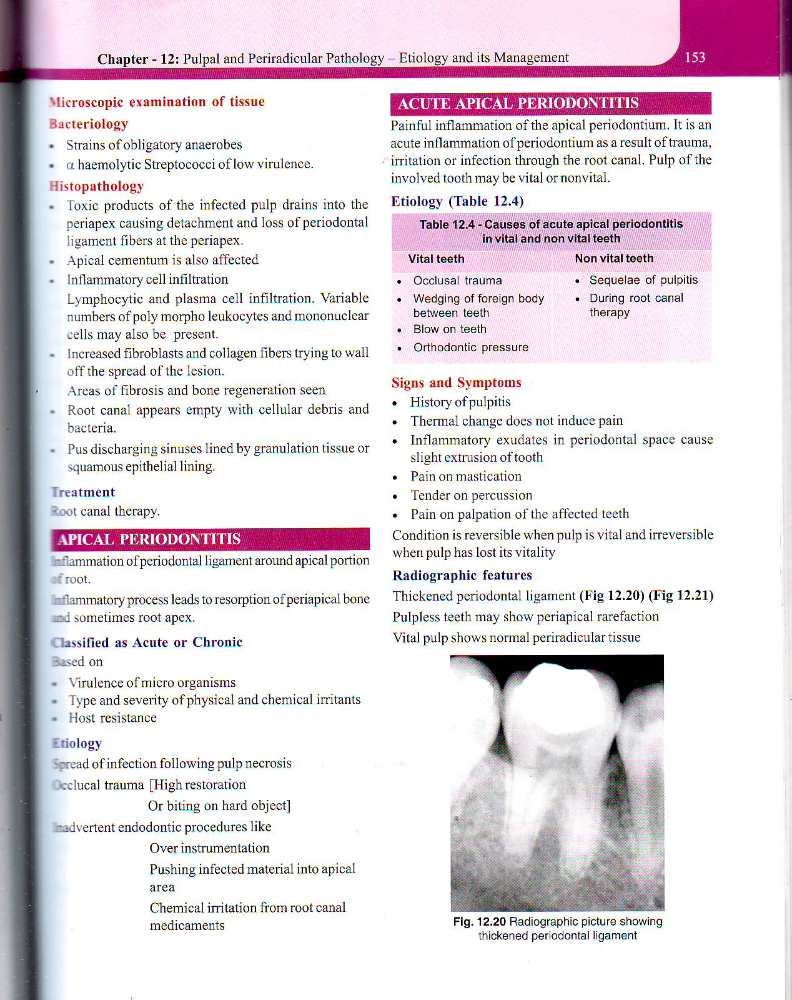 Chapter - 12: Pulpal and Periradicular Pathology – Etiology and its Management
153
Microscopic examination of tissue
Bacteriology
• Strains of obligatory anaerobes
• α haemolytic Streptococci of low virulence.
Histopathology
• Toxic products of the infected pulp drains into the
periapex causing detachment and loss of periodontal
ligament fibers at the periapex.
• Apical cementum is also affected
• Inflammatory cell infiltration
Lymphocytic and plasma cell infiltration. Variable
numbers of poly morpho leukocytes and mononuclear
cells may also be present.
• Increased fibroblasts and collagen fibers trying to wall
off the spread of the lesion.
Areas of fibrosis and bone regeneration seen
• Root canal appears empty with cellular debris and
bacteria.
• Pus discharging sinuses lined by granulation tissue or
squamous epithelial lining.
Treatment
Root canal therapy.
APICAL PERIODONTITIS
Inflammation of periodontal ligament around apical portion
of root.
Inflammatory process leads to resorption of periapical bone
and sometimes root apex.
Classified as Acute or Chronic
Based on
• Virulence of micro organisms
• Type and severity of physical and chemical irritants
• Host resistance
Etiology
Spread of infection following pulp necrosis
Occlucal trauma [High restoration
Or biting on hard object]
Inadvertent endodontic procedures like
Over instrumentation
Pushing infected material into apical
area
Chemical irritation from root canal
medicaments
ACUTE APICAL PERIODONTITIS
Painful inflammation of the apical periodontium. It is an
acute inflammation of periodontium as a result of trauma,
irritation or infection through the root canal. Pulp of the
involved tooth may be vital or nonvital.
Etiology (Table 12.4)
Table 12.4 - Causes of acute apical periodontitis
in vital and non vital teeth
Vital teeth
• Occlusal trauma
• Wedging of foreign body
between teeth
• Blow on teeth
• Orthodontic pressure
Non vital teeth
• Sequelae of pulpitis
• During root canal
therapy
Signs and Symptoms
• History of pulpitis
• Thermal change does not induce pain
• Inflammatory exudates in periodontal space cause
slight extrusion of tooth
• Pain on mastication
• Tender on percussion
• Pain on palpation of the affected teeth
Condition is reversible when pulp is vital and irreversible
when pulp has lost its vitality
Radiographic features
Thickened periodontal ligament (Fig 12.20) (Fig 12.21)
Pulpless teeth may show periapical rarefaction
Vital pulp shows normal periradicular tissue
Fig. 12.20 Radiographic picture showing
thickened periodontal ligament